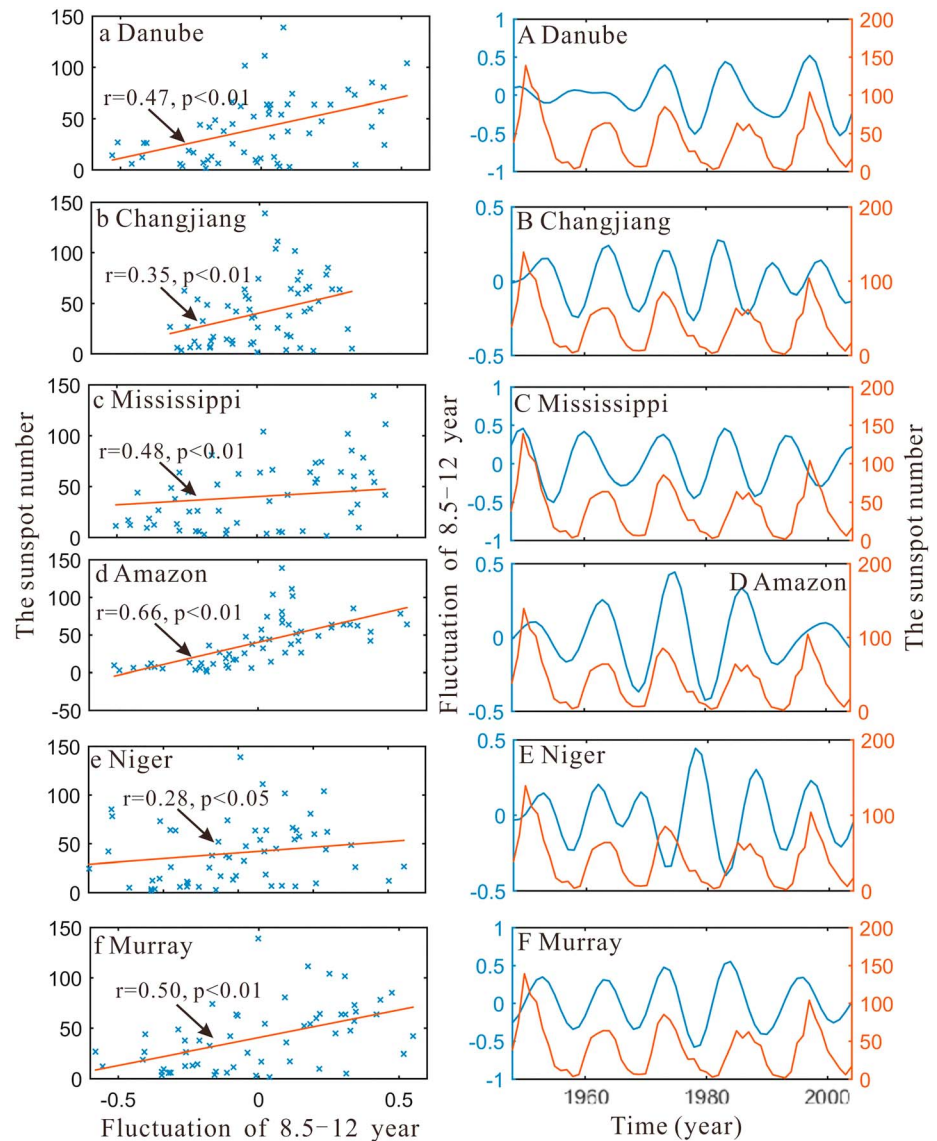 The sunspot number
150
100
50
0
a Danube
r=0.47, p<0.01
150
100
50
0
b Changjiang
r=0.35, p<0.01
150
100
50
0
c Mississippi
r=0.48, p<0.01
150
100
50
0
-50
d Amazon
r=0.66, p<0.01
150
100
50
0
e Niger
r=0.28, p<0.05
150
100
50
0
f Murray
r=0.50, p<0.01
-0.5 0 0.5
Fluctuation of 8.5-12 year
Fluctuation of 8.5-12 year
1
0.5
0
-0.5
-1
A Danube
200
150
100
50
0
0.5
0
-0.5
B Changjiang
200
100
0
1
0.5
0
-0.5
-1
C Mississippi
200
150
100
50
0
0.5
0
-0.5
D Amazon
200
100
0
0.5
0
-0.5
E Niger
200
100
0
1
0.5
0
-0.5
-1
F Murray
200
150
100
50
0
1960 1980 2000
Time (year)
The sunspot number